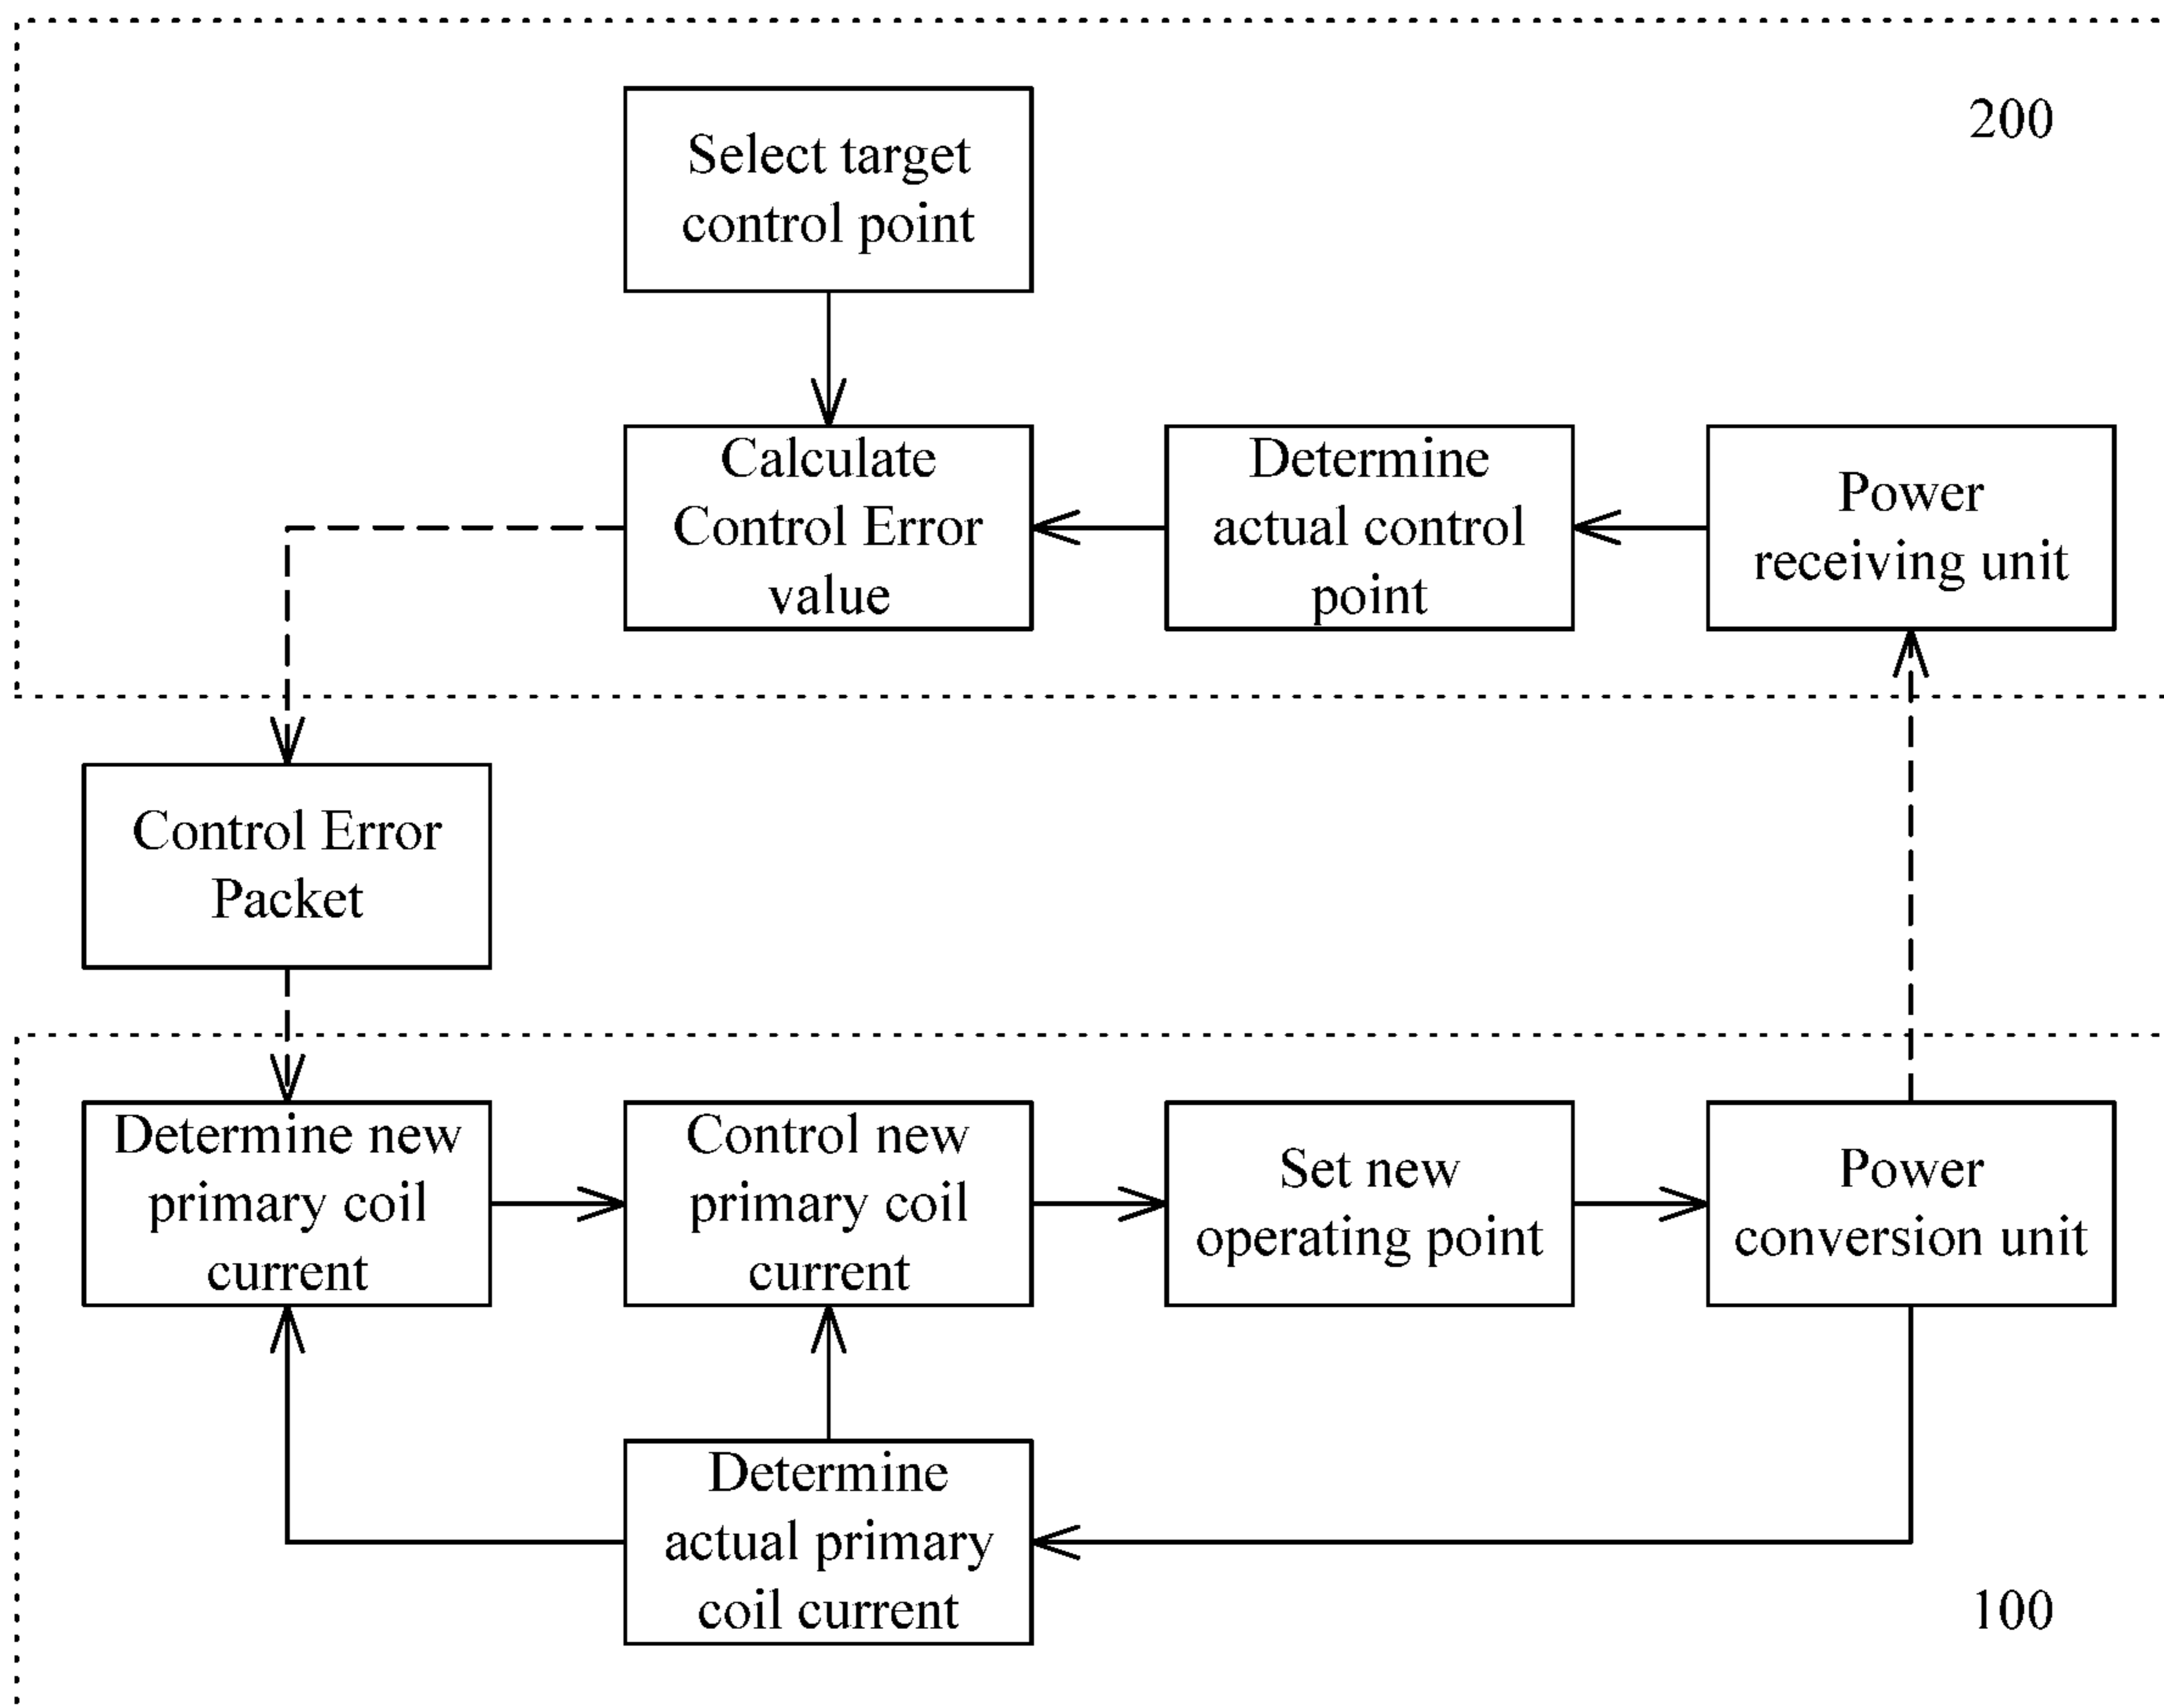 200
Select target
control point
Calculate
Control Error
value
Determine
actual control
point
Power
receiving unit
Control Error
Packet
Determine new
primary coil
current
Control new
primary coil
current
Set new
operating point
Power
conversion unit
Determine
actual primary
coil current
100